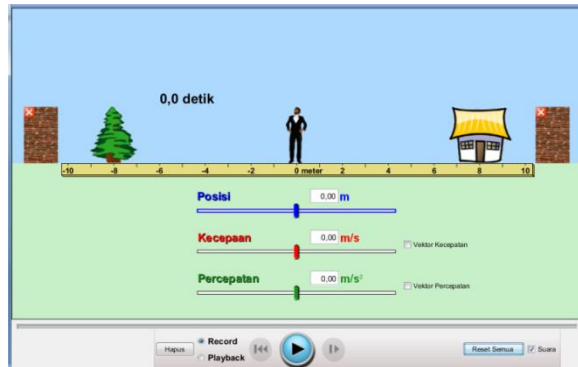 0,0 detik
-10 -8 -6 -4 -2 0 meter 2 4 6 8 10
Posisi 0,00 m
Kecepaan 0,00 m/s
Vektor Kecepatan
Percepatan 0,00 m/s²
Vektor Percepatan
Hapus
Record
Playback
Reset Semua
Suara